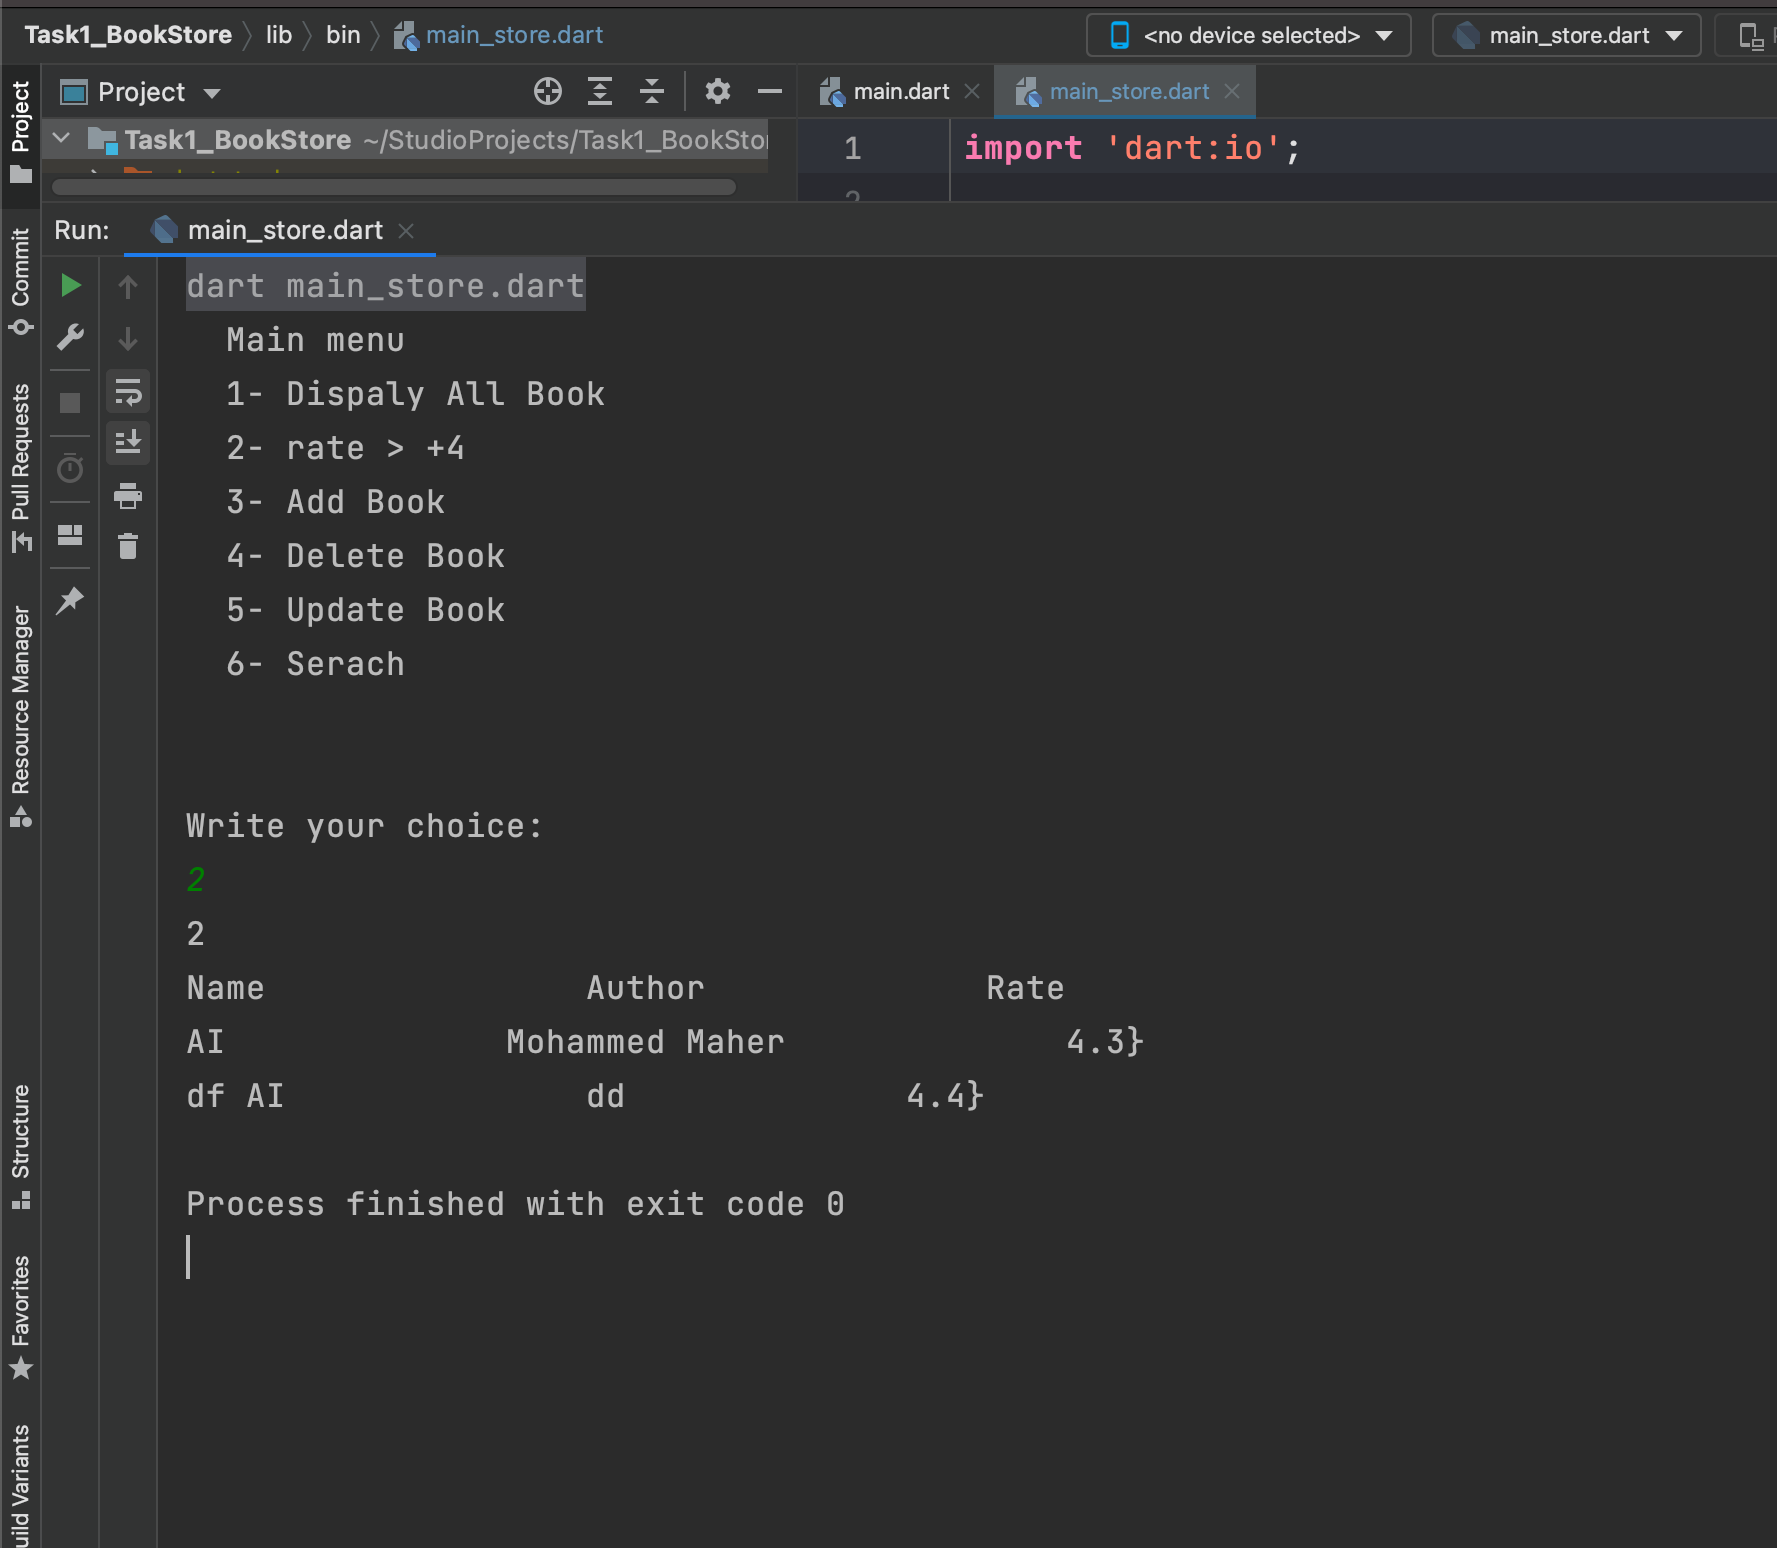 Task1_BookStore lib bin main_store.dart <no device selected> main_store.dart
Project main.dart main_store.dart
Task1_BookStore ~/StudioProjects/Task1_BookStor
1 import 'dart:io';
2
Run: main_store.dart
dart main_store.dart
Main menu
1- Dispaly All Book
2- rate > +4
3- Add Book
4- Delete Book
5- Update Book
6- Serach
Write your choice:
2
2
Name Author Rate
AI Mohammed Maher 4.3}
df AI dd 4.4}
Process finished with exit code 0
Project
Commit
Pull Requests
Resource Manager
Structure
Favorites
uild Variants